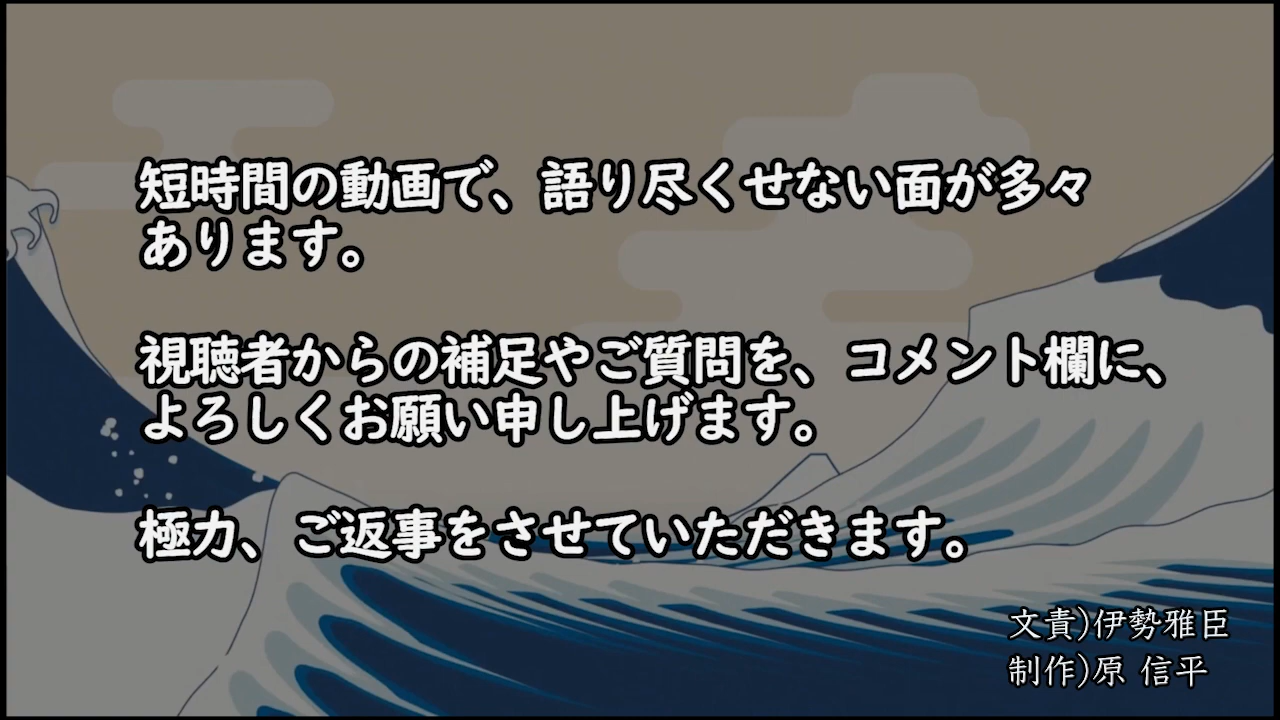 短時間の動画で、語り尽くせない面が多々
あります。
視聴者からの補足やご質問を、コメント欄に、
よろしくお願い申し上げます。
極力、ご返事をさせていただきます。
文責)伊勢雅臣
制作)原 信平